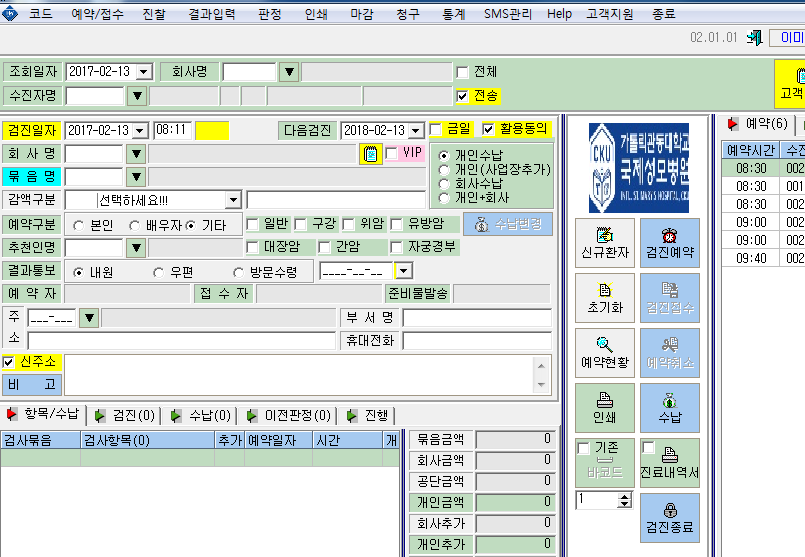 코드 예약/접수 진찰 결과입력 판정 인쇄 마감 청구 통계 SMS관리 Help 고객지원 종료
02.01.01 이미
조회일자 2017-02-13 회사명 전체
수진자명 전송
고객
검진일자 2017-02-13 08:11 다음검진 2018-02-13 금일 활용동의
회 사 명 VIP
묶 음 명
개인수납
개인(사업장추가)
회사수납
개인+회사
감액구분 선택하세요!!!
예약구분 본인 배우자 기타 일반 구강 위암 유방암 수납변경
추천인명 대장암 간암 자궁경부
결과통보 내원 우편 방문수령 ____-__-__
예 약 자 접 수 자 준비물발송
주 ___-___ 부 서 명
소 휴대전화
신주소
비 고
항목/수납 검진(0) 수납(0) 이전판정(0) 진행
검사묶음 검사항목(0) 추가 예약일자 시간 개
묶음금액 0
회사금액 0
공단금액 0
개인금액 0
회사추가 0
개인추가 0
CKU
가톨릭관동대학교
국제성모병원
INT'L ST. MARY'S HOSPITAL, CKU
신규환자 검진예약
초기화 검진접수
예약현황 예약취소
인쇄 수납
기존
바코드 진료내역서
1
검진종료
예약(6)
예약시간 수진
08:30 002
08:30 001
08:30 002
09:00 002
09:00 002
09:40 002